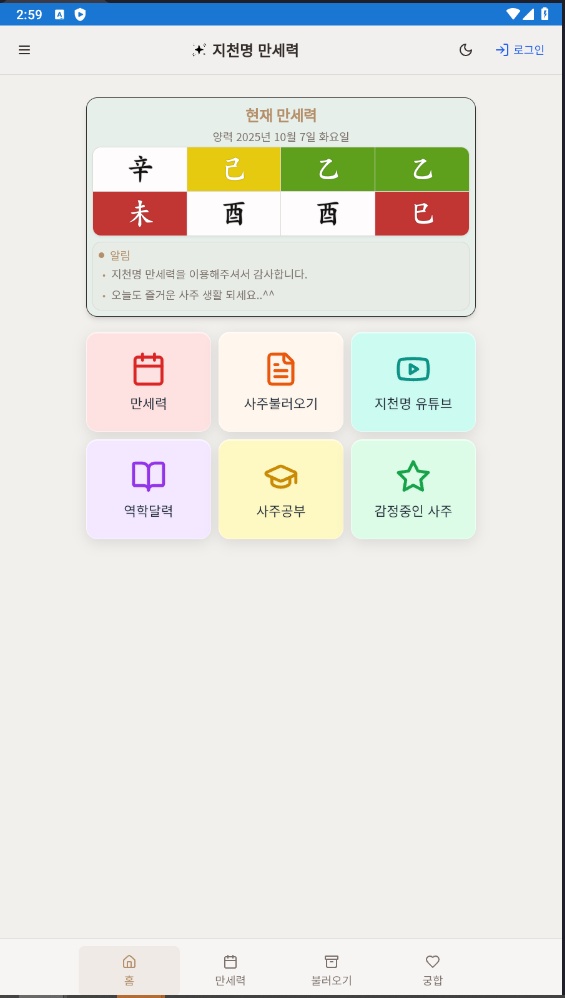 2:59
지천명 만세력
로그인
현재 만세력
양력 2025년 10월 7일 화요일
辛 己 乙 乙
未 酉 酉 巳
알림
지천명 만세력을 이용해주셔서 감사합니다.
오늘도 즐거운 사주 생활 되세요..^^
만세력 사주불러오기 지천명 유튜브
역학달력 사주공부 감정중인 사주
홈 만세력 불러오기 궁합